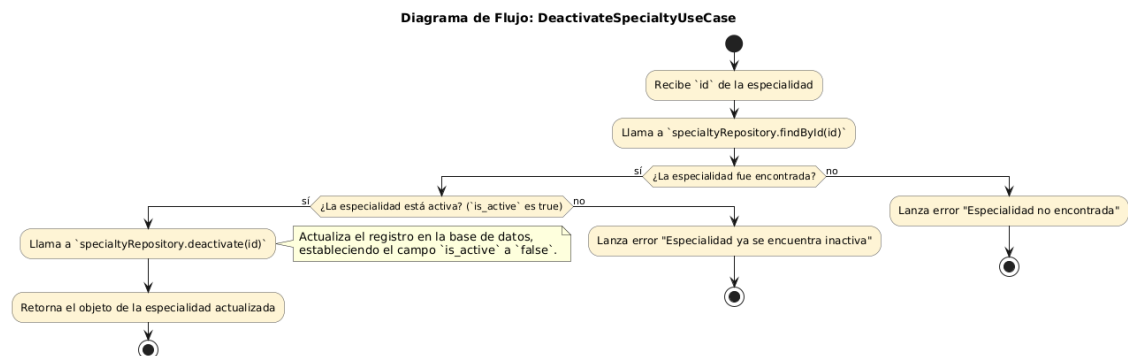 Diagrama de Flujo: DeactivateSpecialtyUseCase
Recibe `id` de la especialidad
Llama a `specialtyRepository.findById(id)`
¿La especialidad fue encontrada?
sí
no
¿La especialidad está activa? (`is_active` es true)
sí
no
Llama a `specialtyRepository.deactivate(id)`
Actualiza el registro en la base de datos,
estableciendo el campo `is_active` a `false`.
Retorna el objeto de la especialidad actualizada
Lanza error "Especialidad ya se encuentra inactiva"
Lanza error "Especialidad no encontrada"